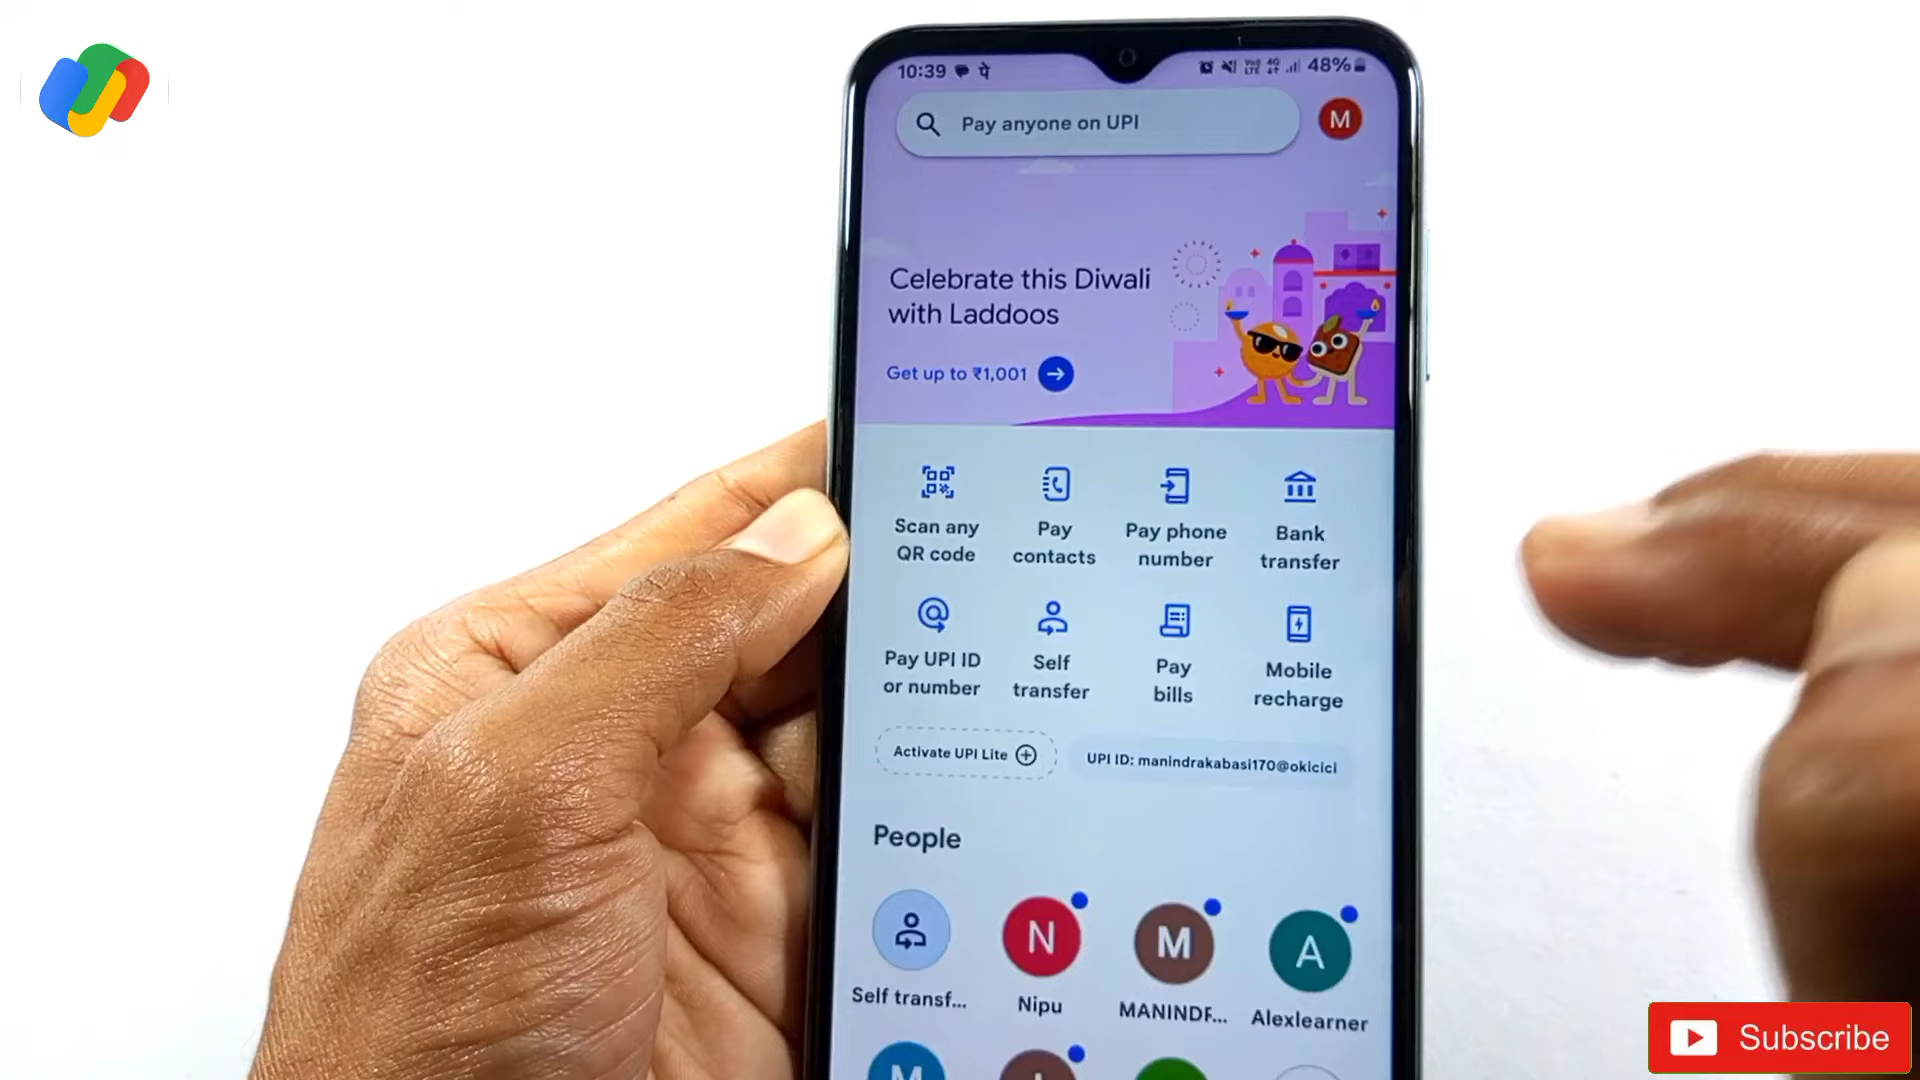 10:39 पे
VoLTE 4G 48%
Pay anyone on UPI
M
Celebrate this Diwali
with Laddoos
Get up to ₹1,001
Scan any
QR code
Pay
contacts
Pay phone
number
Bank
transfer
Pay UPI ID
or number
Self
transfer
Pay
bills
Mobile
recharge
Activate UPI Lite
UPI ID: manindrakabasi170@okicici
People
N
M
A
Self transf...
Nipu
MANINDR...
Alexlearner
M
Subscribe